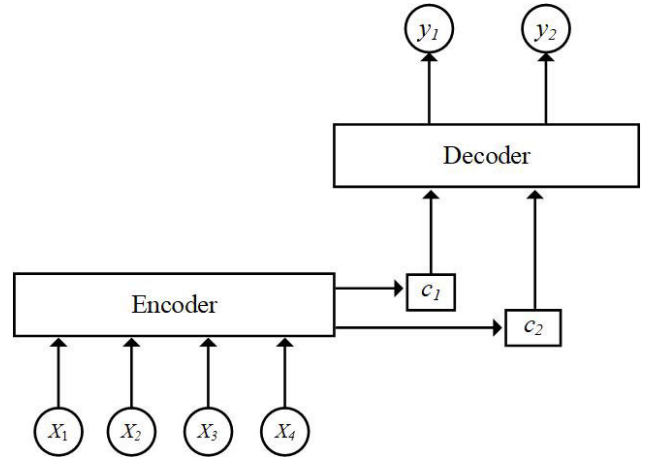 y1 y2
Decoder
c1
Encoder
c2
X1 X2 X3 X4